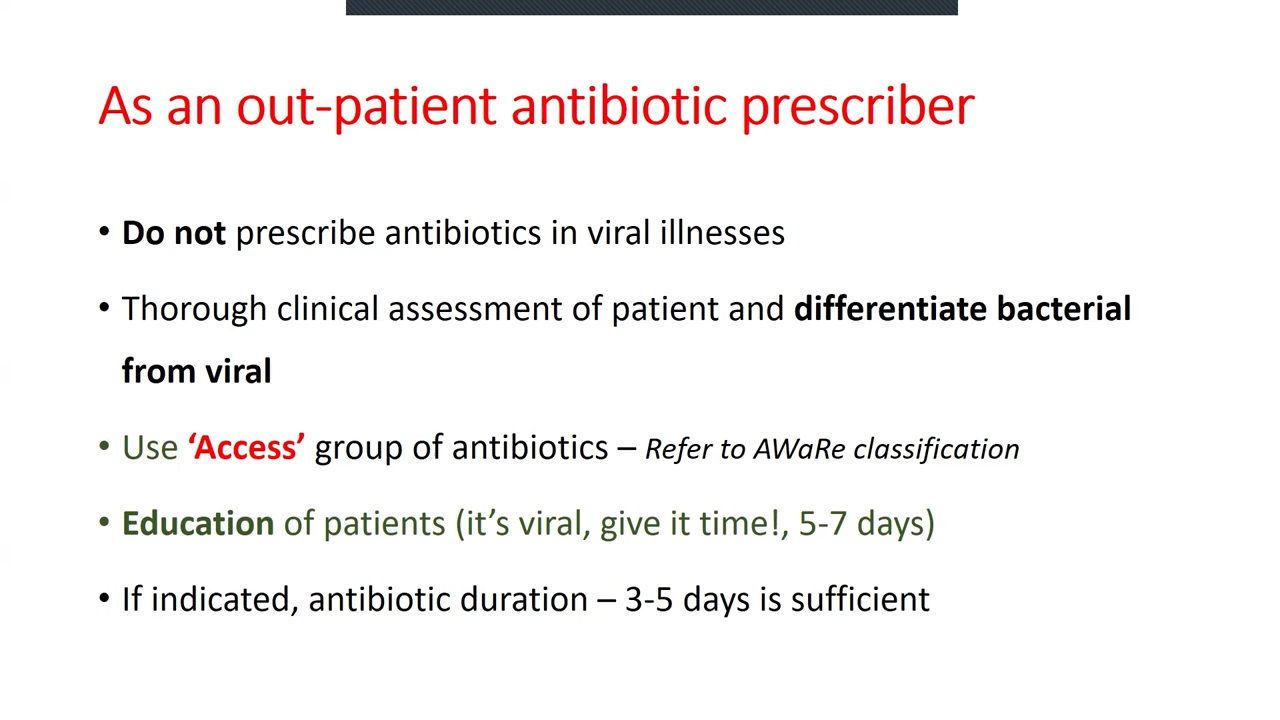 As an out-patient antibiotic prescriber
• Do not prescribe antibiotics in viral illnesses
• Thorough clinical assessment of patient and differentiate bacterial
from viral
• Use ‘Access’ group of antibiotics – Refer to AWaRe classification
• Education of patients (it’s viral, give it time!, 5-7 days)
• If indicated, antibiotic duration – 3-5 days is sufficient